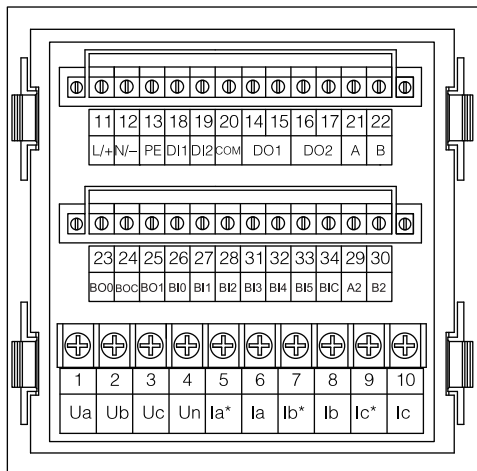 11 12 13 18 19 20 14 15 16 17 21 22
L/+ N/− PE DI1 DI2 COM DO1 DO2 A B
23 24 25 26 27 28 31 32 33 34 29 30
BO0 BOC BO1 BI0 BI1 BI2 BI3 BI4 BI5 BIC A2 B2
1 2 3 4 5 6 7 8 9 10
Ua Ub Uc Un Ia* Ia Ib* Ib Ic* Ic